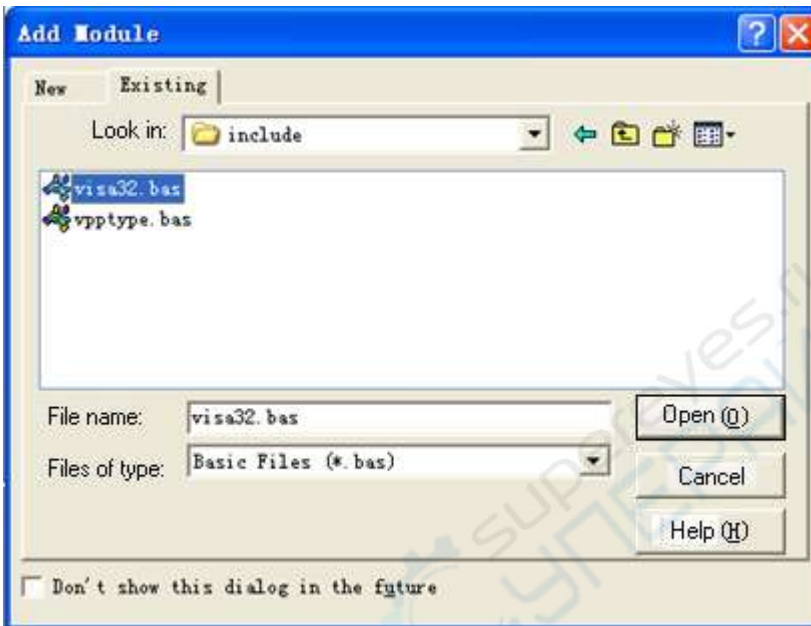 Add Module
New Existing
Look in: include
visa32.bas
vpptype.bas
File name: visa32.bas
Open (O)
Files of type: Basic Files (*.bas)
Cancel
Help (H)
Don't show this dialog in the future